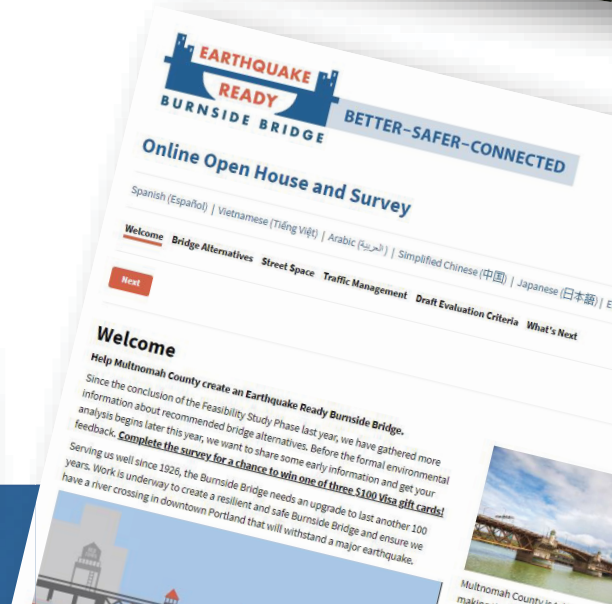 EARTHQUAKE
READY
BURNSIDE BRIDGE
BETTER–SAFER–CONNECTED
Online Open House and Survey
Spanish (Español) | Vietnamese (Tiếng Việt) | Arabic (العربية) | Simplified Chinese (中国) | Japanese (日本語) | E
Welcome Bridge Alternatives Street Space Traffic Management Draft Evaluation Criteria What's Next
Next
Welcome
Help Multnomah County create an Earthquake Ready Burnside Bridge.
Since the conclusion of the Feasibility Study Phase last year, we have gathered more
information about recommended bridge alternatives. Before the formal environmental
analysis begins later this year, we want to share some early information and get your
feedback. Complete the survey for a chance to win one of three $100 Visa gift cards!
Serving us well since 1926, the Burnside Bridge needs an upgrade to last another 100
years. Work is underway to create a resilient and safe Burnside Bridge and ensure we
have a river crossing in downtown Portland that will withstand a major earthquake.
Multnomah County